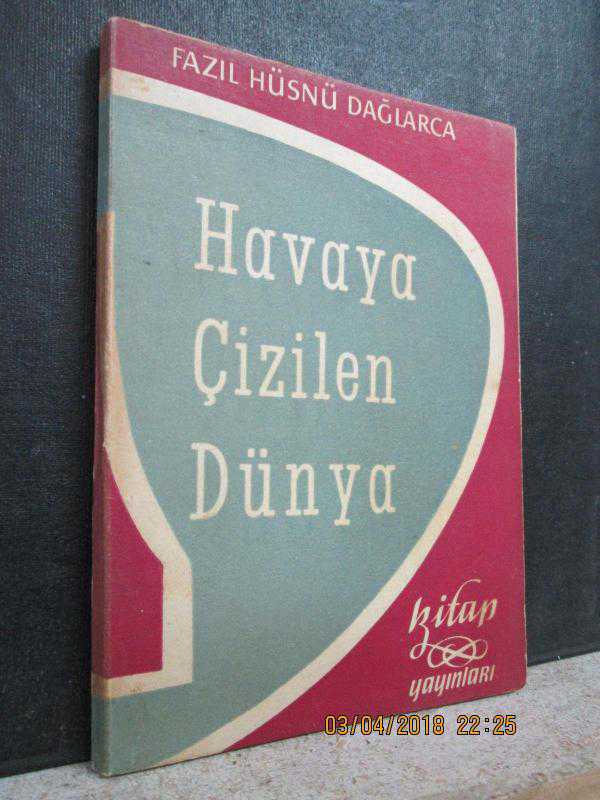 FAZIL HÜSNÜ DAĞLARCA
Havaya
Çizilen
Dünya
kitap
yayınları
03/04/2018 22:25